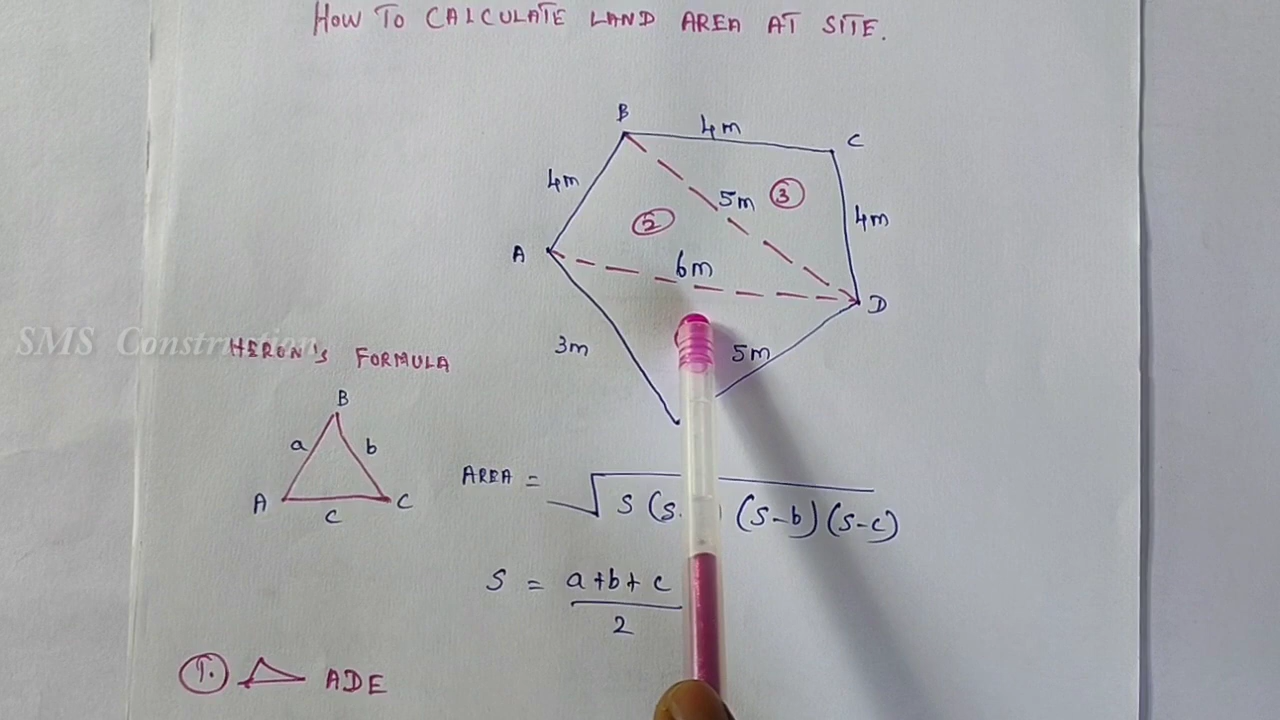 HOW TO CALCULATE LAND AREA AT SITE.
B
4m
C
4m
5m
3
4m
2
A
6m
D
3m
5m
SMS Construction
HERON'S FORMULA
B
a
b
A
C
c
AREA = √ S (S. (S-b) (S-c)
S = a+b+c
2
1. ADE